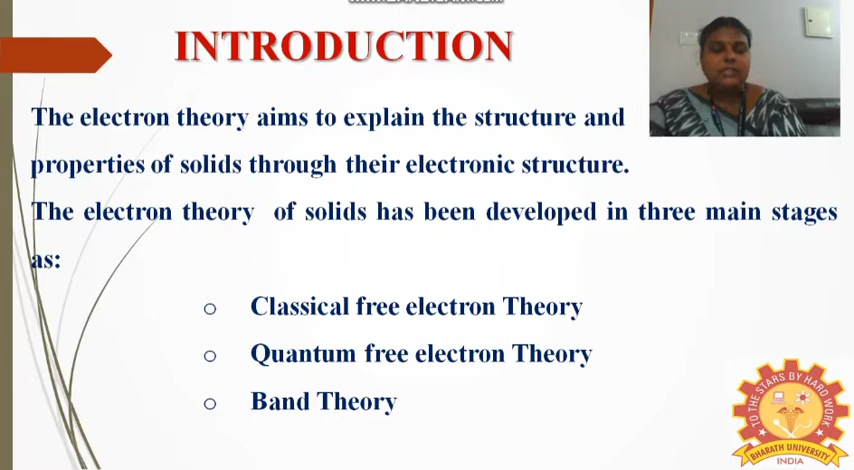 INTRODUCTION
The electron theory aims to explain the structure and
properties of solids through their electronic structure.
The electron theory of solids has been developed in three main stages
as:
o Classical free electron Theory
o Quantum free electron Theory
o Band Theory
TO THE STARS BY HARD WORK
BHARATH UNIVERSITY
INDIA